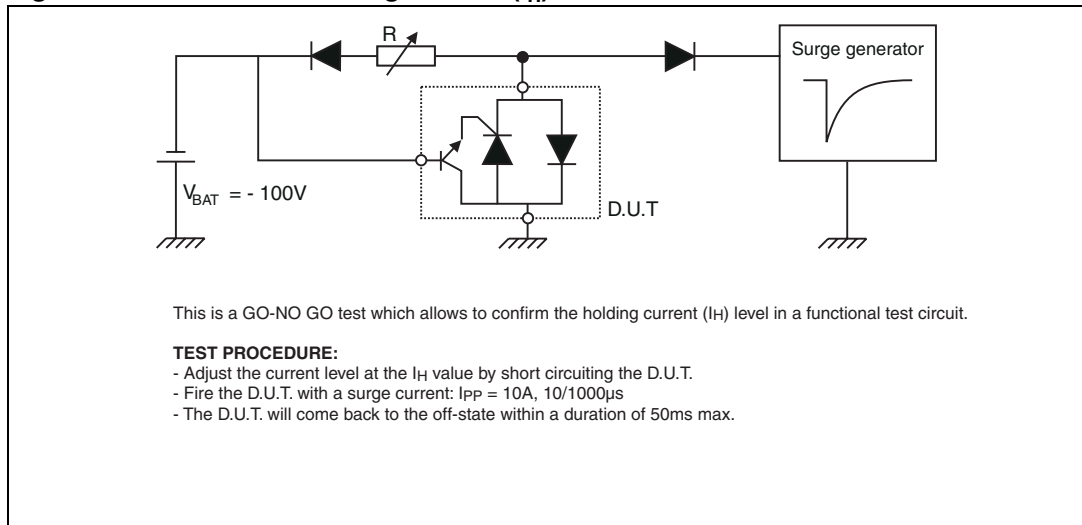 R
Surge generator
VBAT = - 100V
D.U.T
This is a GO-NO GO test which allows to confirm the holding current (IH) level in a functional test circuit.
TEST PROCEDURE:
- Adjust the current level at the IH value by short circuiting the D.U.T.
- Fire the D.U.T. with a surge current: IPP = 10A, 10/1000µs
- The D.U.T. will come back to the off-state within a duration of 50ms max.